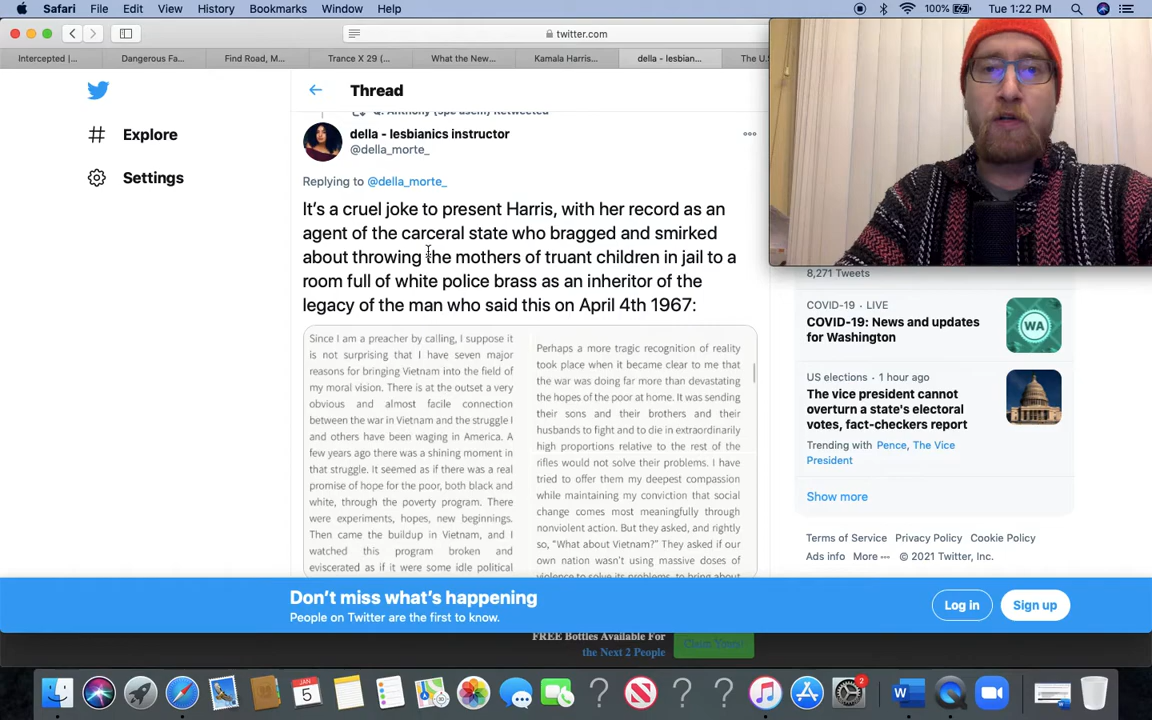 Safari File Edit View History Bookmarks Window Help 100% Tue 1:22 PM
twitter.com
Intercepted |... Dangerous Fa... Find Road, M... Trance X 29 (... What the New... Kamala Harris... della - lesbian... The U.S
Thread
Explore
Settings
della - lesbianics instructor
@della_morte_
Replying to @della_morte_
It's a cruel joke to present Harris, with her record as an
agent of the carceral state who bragged and smirked
about throwing the mothers of truant children in jail to a
room full of white police brass as an inheritor of the
legacy of the man who said this on April 4th 1967:
Since I am a preacher by calling, I suppose it
is not surprising that I have seven major
reasons for bringing Vietnam into the field of
my moral vision. There is at the outset a very
obvious and almost facile connection
between the war in Vietnam and the struggle I
and others have been waging in America. A
few years ago there was a shining moment in
that struggle. It seemed as if there was a real
promise of hope for the poor, both black and
white, through the poverty program. There
were experiments, hopes, new beginnings.
Then came the buildup in Vietnam, and I
watched this program broken and
eviscerated as if it were some idle political
Perhaps a more tragic recognition of reality
took place when it became clear to me that
the war was doing far more than devastating
the hopes of the poor at home. It was sending
their sons and their brothers and their
husbands to fight and to die in extraordinarily
high proportions relative to the rest of the
rifles would not solve their problems. I have
tried to offer them my deepest compassion
while maintaining my conviction that social
change comes most meaningfully through
nonviolent action. But they asked, and rightly
so, "What about Vietnam?" They asked if our
own nation wasn't using massive doses of
violence to solve its problems, to bring about
8,271 Tweets
COVID-19 · LIVE
COVID-19: News and updates
for Washington
WA
US elections · 1 hour ago
The vice president cannot
overturn a state's electoral
votes, fact-checkers report
Trending with Pence, The Vice
President
Show more
Terms of Service Privacy Policy Cookie Policy
Ads info More ··· © 2021 Twitter, Inc.
Don't miss what's happening
People on Twitter are the first to know.
Log in
Sign up
FREE Bottles Available For
the Next 2 People
JAN
5
2